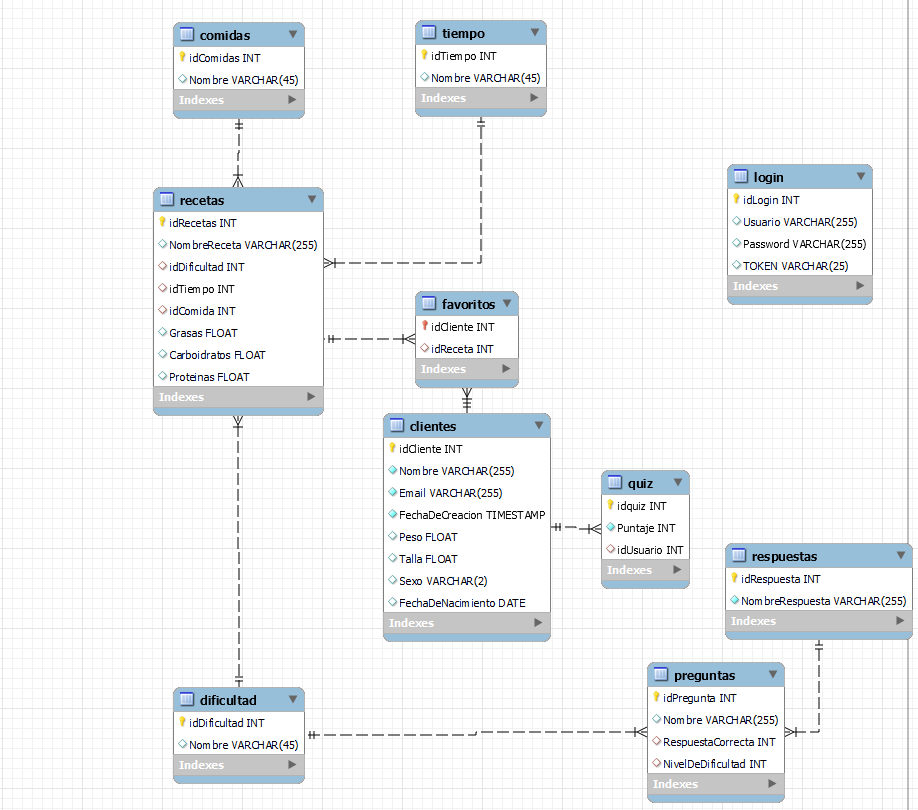 comidas
idComidas INT
Nombre VARCHAR(45)
Indexes
tiempo
idTiempo INT
Nombre VARCHAR(45)
Indexes
login
idLogin INT
Usuario VARCHAR(255)
Password VARCHAR(255)
TOKEN VARCHAR(25)
Indexes
recetas
idRecetas INT
NombreReceta VARCHAR(255)
idDificultad INT
idTiempo INT
idComida INT
Grasas FLOAT
Carboidratos FLOAT
Proteinas FLOAT
Indexes
favoritos
idCliente INT
idReceta INT
Indexes
clientes
idCliente INT
Nombre VARCHAR(255)
Email VARCHAR(255)
FechaDeCreacion TIMESTAMP
Peso FLOAT
Talla FLOAT
Sexo VARCHAR(2)
FechaDeNacimiento DATE
Indexes
quiz
idquiz INT
Puntaje INT
idUsuario INT
Indexes
respuestas
idRespuesta INT
NombreRespuesta VARCHAR(255)
Indexes
dificultad
idDificultad INT
Nombre VARCHAR(45)
Indexes
preguntas
idPregunta INT
Nombre VARCHAR(255)
RespuestaCorrecta INT
NivelDeDificultad INT
Indexes